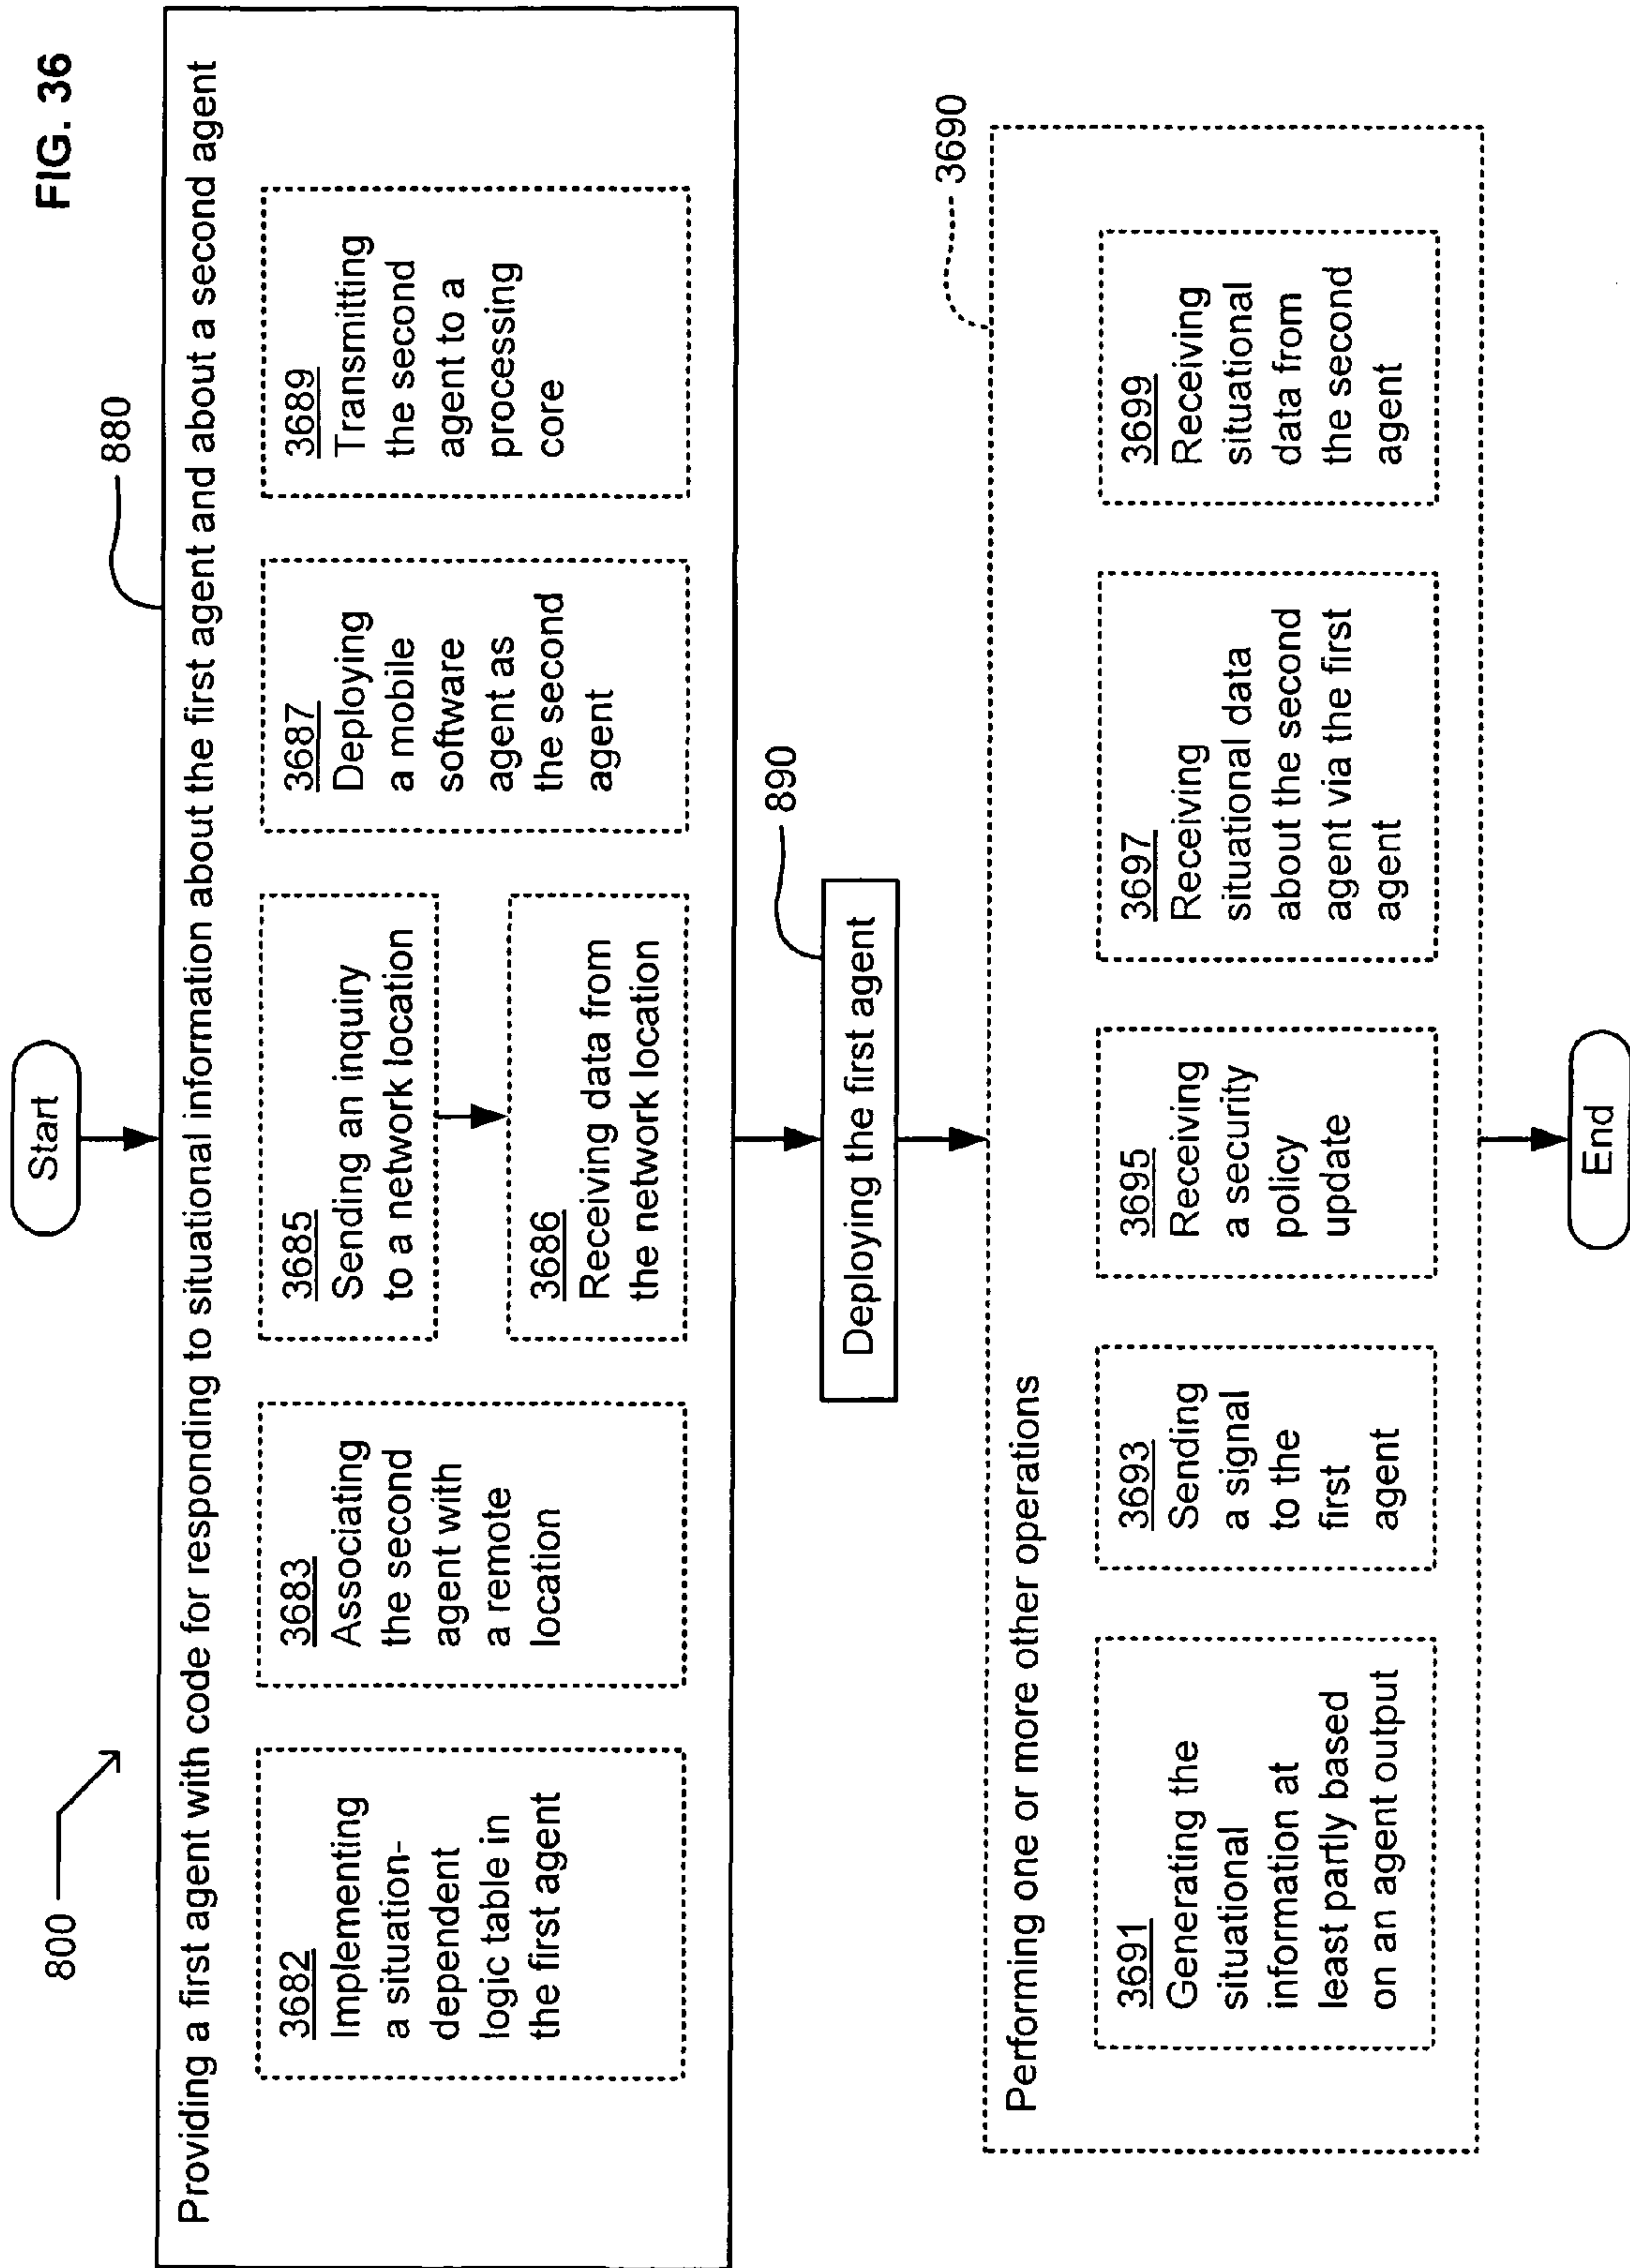 FIG. 36
800
Start
880
Providing a first agent with code for responding to situational information about the first agent and about a second agent
3682
Implementing
a situation-
dependent
logic table in
the first agent
3683
Associating
the second
agent with
a remote
location
3685
Sending an inquiry
to a network location
3686
Receiving data from
the network location
3687
Deploying
a mobile
software
agent as
the second
agent
3689
Transmitting
the second
agent to a
processing
core
890
Deploying the first agent
3690
Performing one or more other operations
3691
Generating the
situational
information at
least partly based
on an agent output
3693
Sending
a signal
to the
first
agent
3695
Receiving
a security
policy
update
3697
Receiving
situational data
about the second
agent via the first
agent
3699
Receiving
situational
data from
the second
agent
End